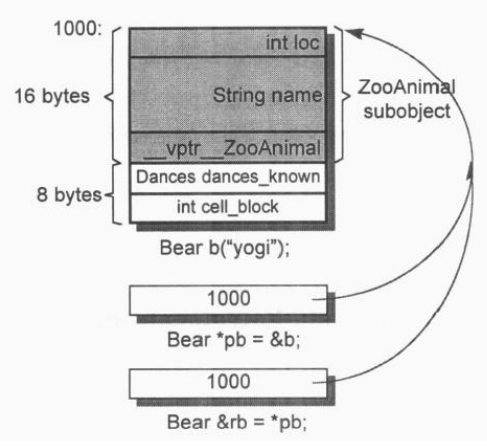 1000:
int loc
16 bytes
String name
ZooAnimal
subobject
__vptr__ZooAnimal
Dances dances_known
8 bytes
int cell_block
Bear b("yogi");
1000
Bear *pb = &b;
1000
Bear &rb = *pb;